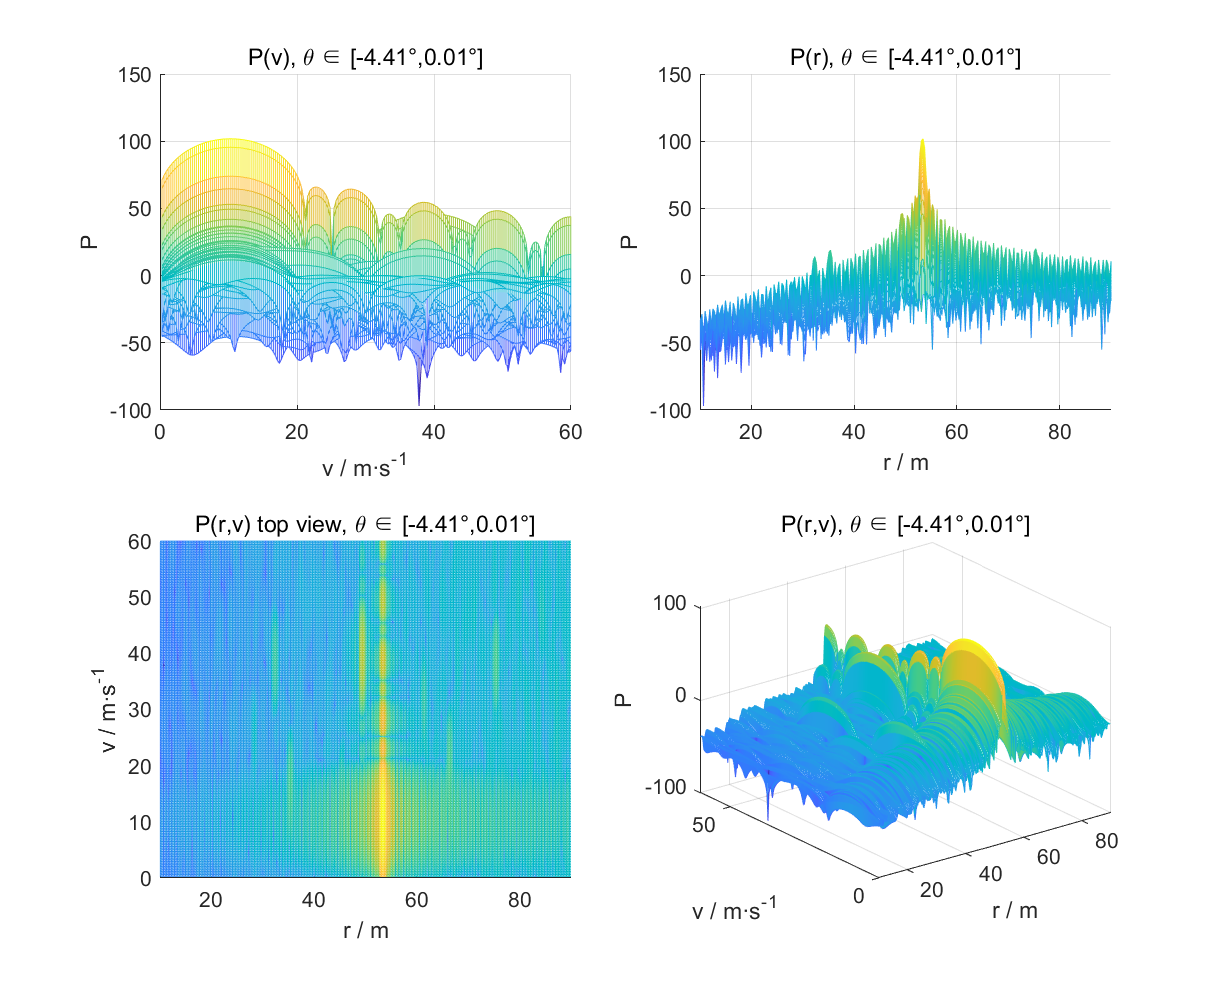 P(v), θ ∈ [-4.41°,0.01°]
150
100
50
0
-50
-100
P
0 20 40 60
v / m·s⁻¹
P(r), θ ∈ [-4.41°,0.01°]
150
100
50
0
-50
-100
P
20 40 60 80
r / m
P(r,v) top view, θ ∈ [-4.41°,0.01°]
60
50
40
30
20
10
0
v / m·s⁻¹
20 40 60 80
r / m
P(r,v), θ ∈ [-4.41°,0.01°]
100
0
-100
P
50
0
v / m·s⁻¹
20 40 60 80
r / m